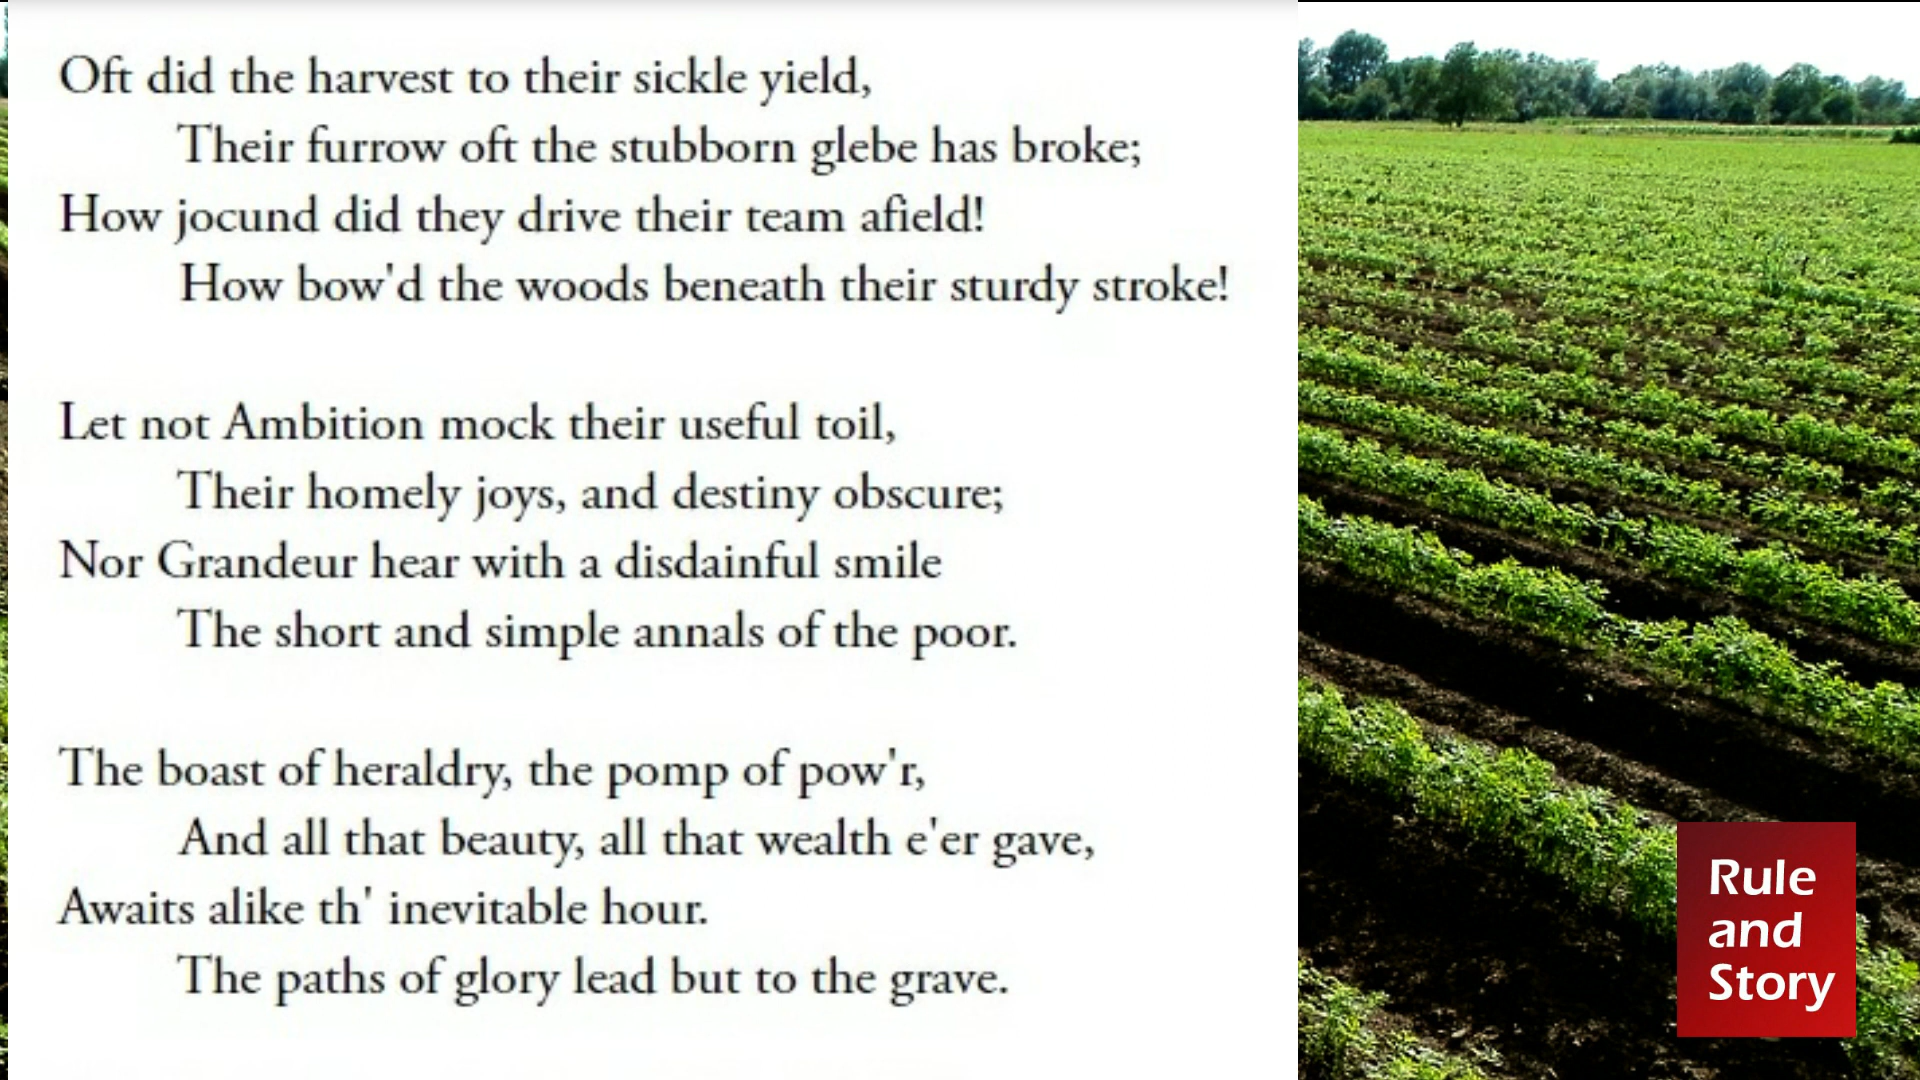 Oft did the harvest to their sickle yield,
Their furrow oft the stubborn glebe has broke;
How jocund did they drive their team afield!
How bow'd the woods beneath their sturdy stroke!
Let not Ambition mock their useful toil,
Their homely joys, and destiny obscure;
Nor Grandeur hear with a disdainful smile
The short and simple annals of the poor.
The boast of heraldry, the pomp of pow'r,
And all that beauty, all that wealth e'er gave,
Awaits alike th' inevitable hour.
The paths of glory lead but to the grave.
Rule
and
Story